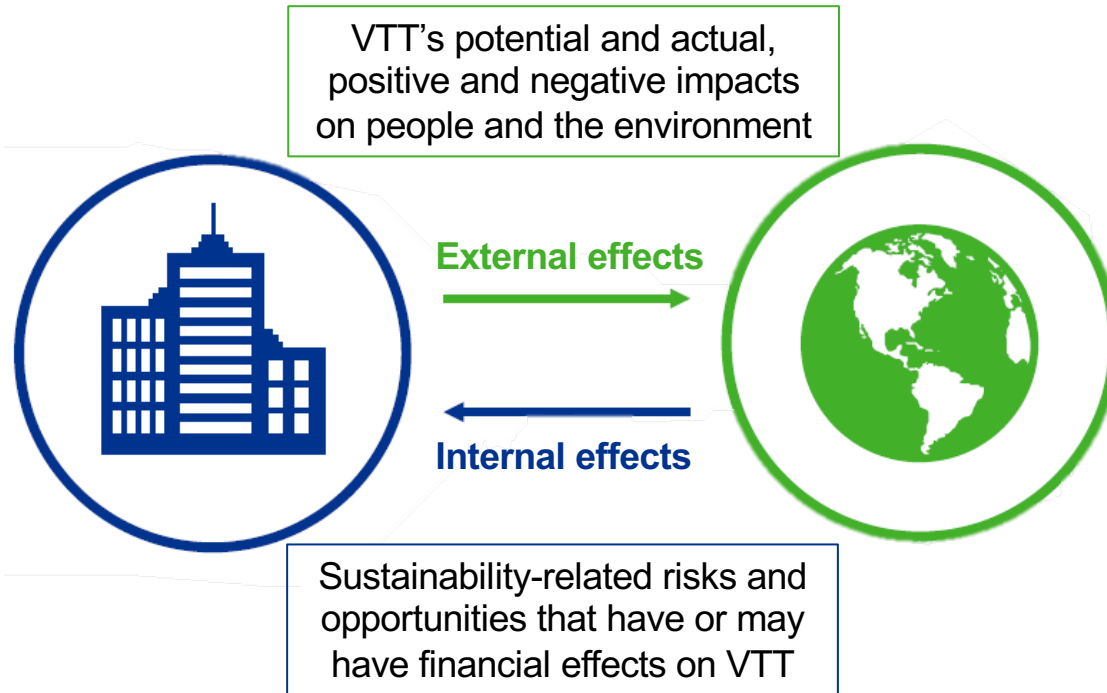 VTT’s potential and actual,
positive and negative impacts
on people and the environment
External effects
Internal effects
Sustainability-related risks and
opportunities that have or may
have financial effects on VTT